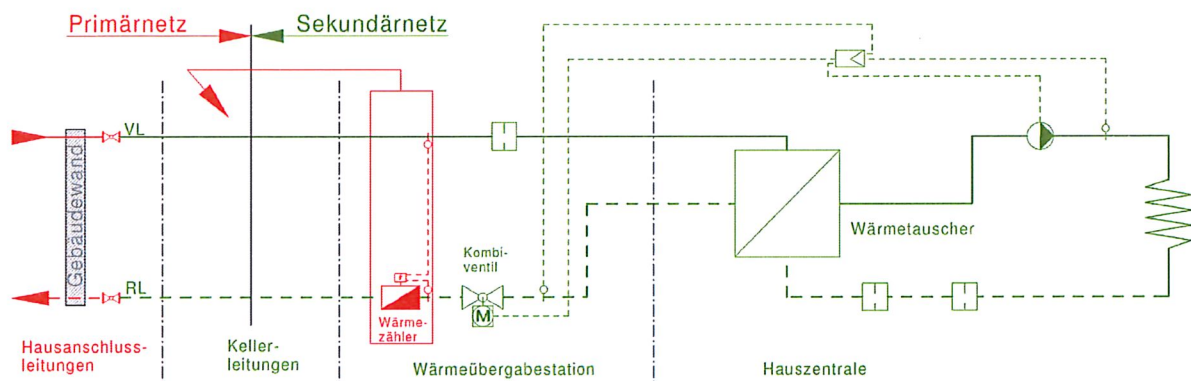 Primärnetz
Sekundärnetz
VL
Gebäudewand
Wärmetauscher
Kombi-
ventil
RL
M
Wärme-
zähler
Hausanschluss-
leitungen
Keller-
leitungen
Wärmeübergabestation
Hauszentrale